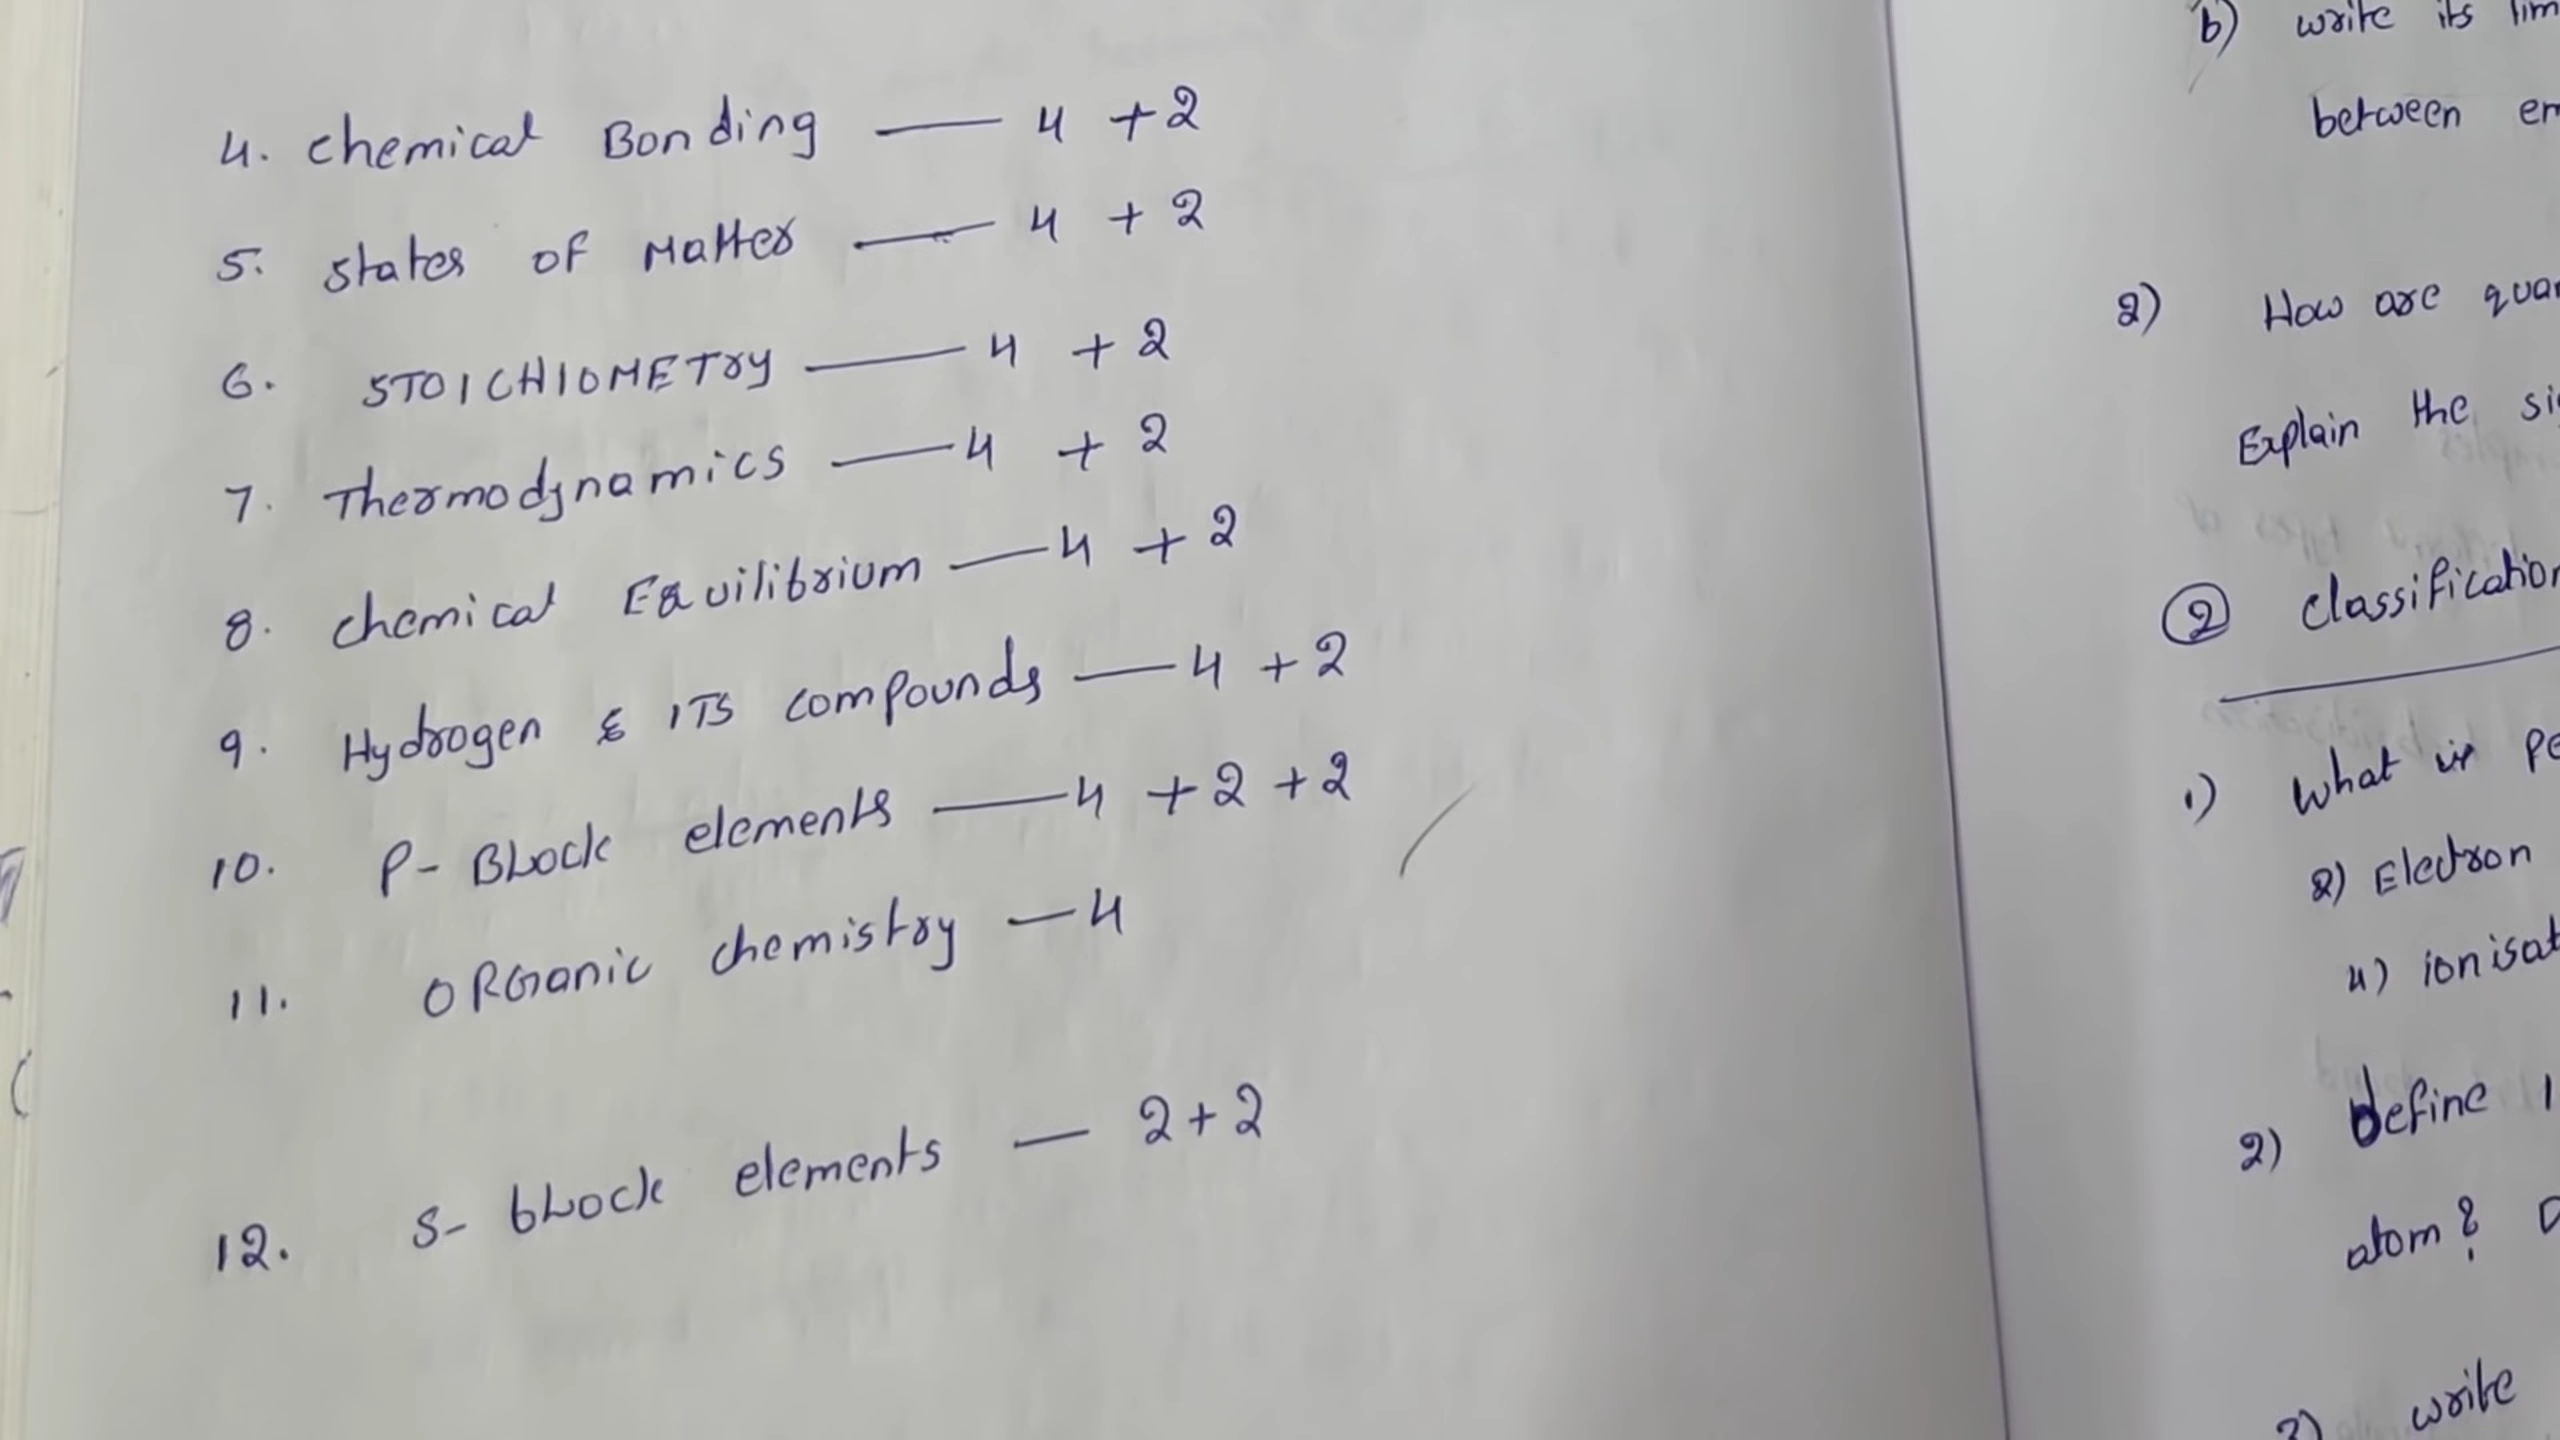 4. Chemical Bonding — 4 + 2
5. States of Matter — 4 + 2
6. STOICHIOMETry — 4 + 2
7. Thermodynamics — 4 + 2
8. Chemical Equilibrium — 4 + 2
9. Hydrogen & ITS compounds — 4 + 2
10. P- Block elements — 4 + 2 + 2
11. ORGanic chemistry — 4
12. S- block elements — 2 + 2
b) write its
between
2) How are
Explain the
② classification
1) What is
2) Electron
4)
2) Define
atom?
3) write